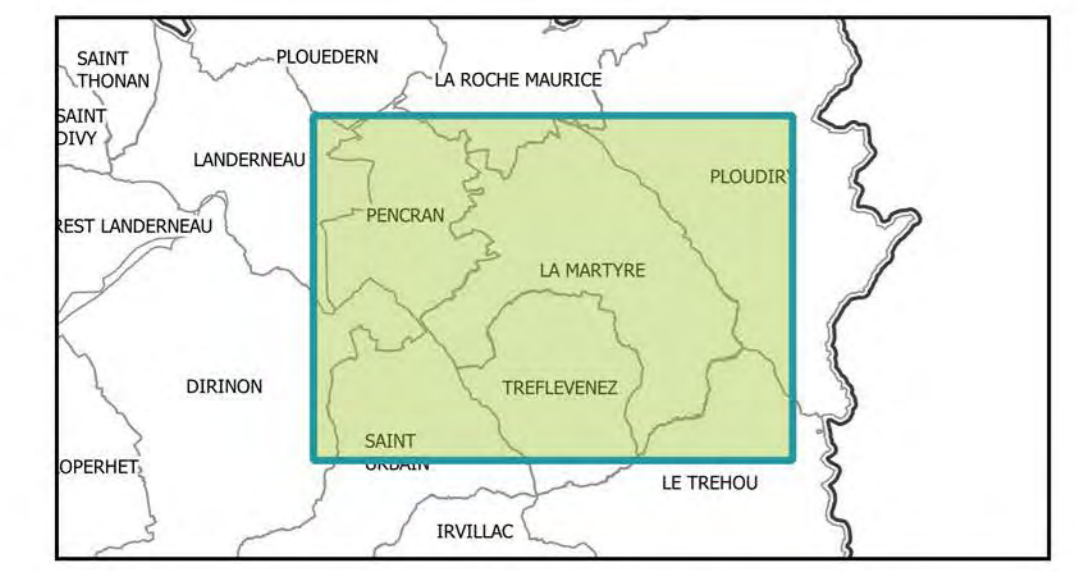 SAINT
THONAN
PLOUEDERN
LA ROCHE MAURICE
SAINT
DIVY
LANDERNEAU
PLOUDIRY
PENCRAN
REST LANDERNEAU
LA MARTYRE
DIRINON
TREFLEVENEZ
SAINT
URBAIN
OPERHET
LE TREHOU
IRVILLAC